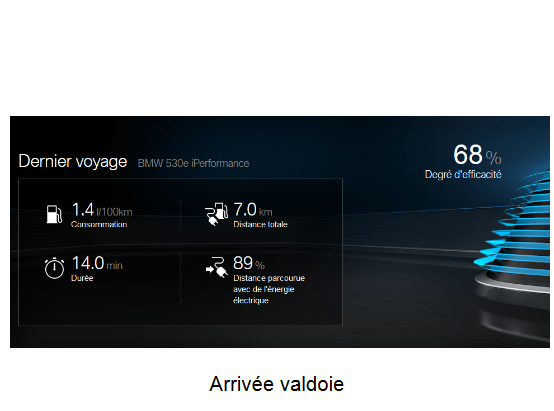 Dernier voyage BMW 530e iPerformance
68 %
Degré d'efficacité
1.4 l/100km
Consommation
7.0 km
Distance totale
14.0 min
Durée
89 %
Distance parcourue
avec de l'énergie
électrique
Arrivée valdoie